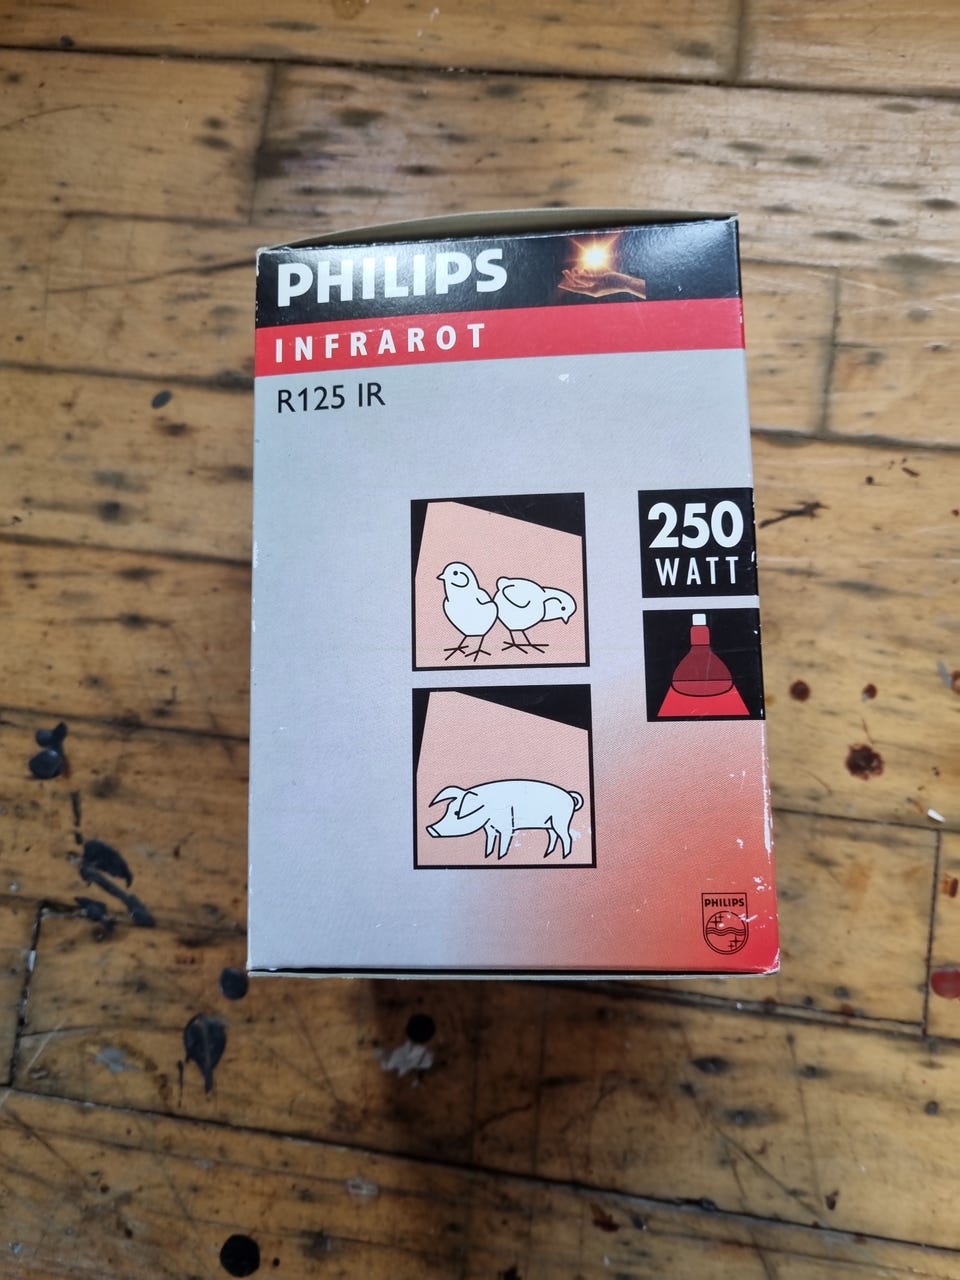 PHILIPS
INFRAROT
R125 IR
250
WATT
PHILIPS